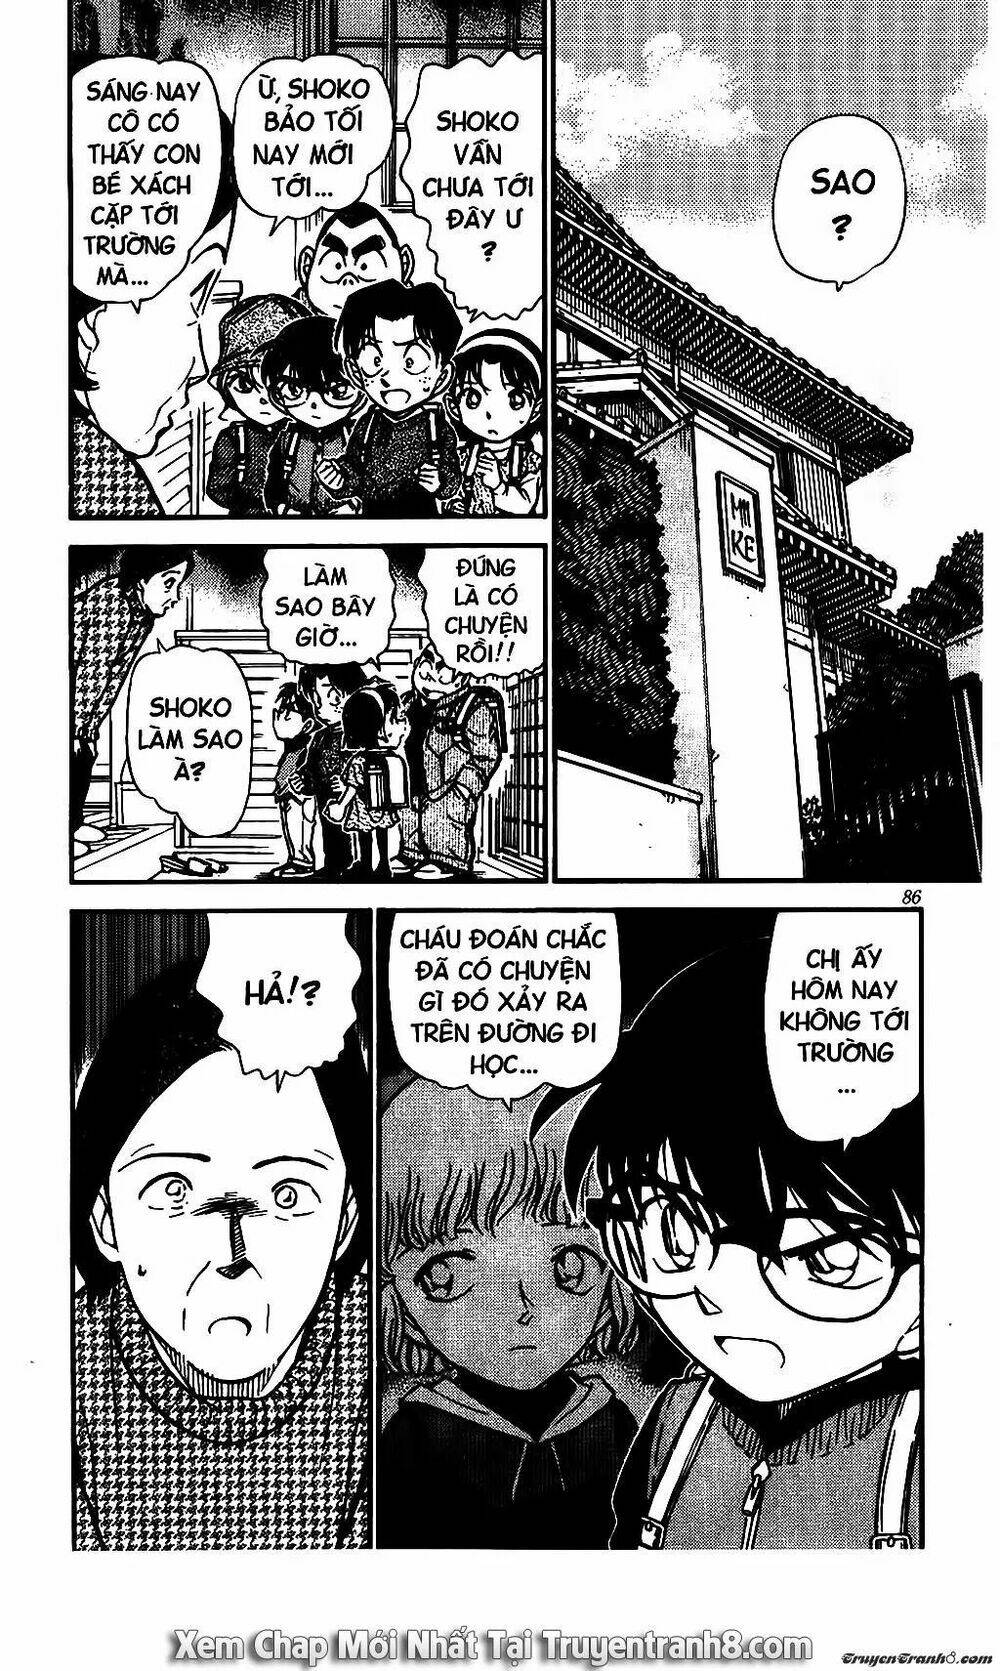 SAO
?
MII
KE
SHOKO
VẪN
CHƯA TỚI
ĐÂY Ư
?
Ừ, SHOKO
BẢO TỐI
NAY MỚI
TỚI...
SÁNG NAY
CÔ CÓ
THẤY CON
BÉ XÁCH
CẶP TỚI
TRƯỜNG
MÀ...
ĐÚNG
LÀ CÓ
CHUYỆN
RỒI!!
LÀM
SAO BÂY
GIỜ...
SHOKO
LÀM SAO
À?
86
CHỊ ẤY
HÔM NAY
KHÔNG TỚI
TRƯỜNG
...
CHÁU ĐOÁN CHẮC
ĐÃ CÓ CHUYỆN
GÌ ĐÓ XẢY RA
TRÊN ĐƯỜNG ĐI
HỌC...
HẢ!?
Xem Chap Mới Nhất Tại Truyentranh8.com
TruyenTranh8.com